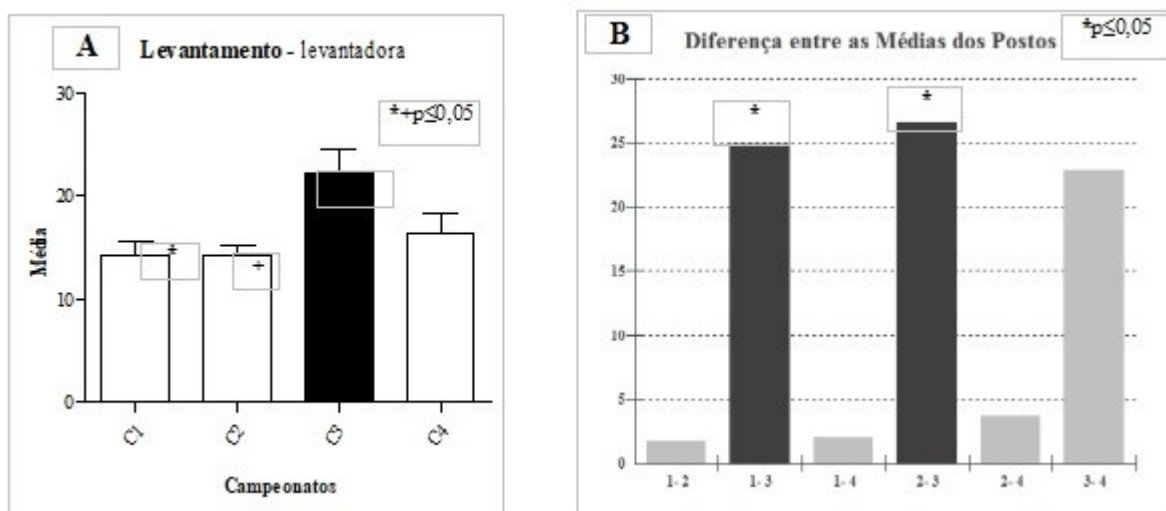 A
Levantamento - levantadora
*+p≤0,05
30
20
10
0
Média
*
+
C1
C2
C3
C4
Campeonatos
B
Diferença entre as Médias dos Postos
*p≤0,05
30
25
20
15
10
5
0
*
*
1-2
1-3
1-4
2-3
2-4
3-4